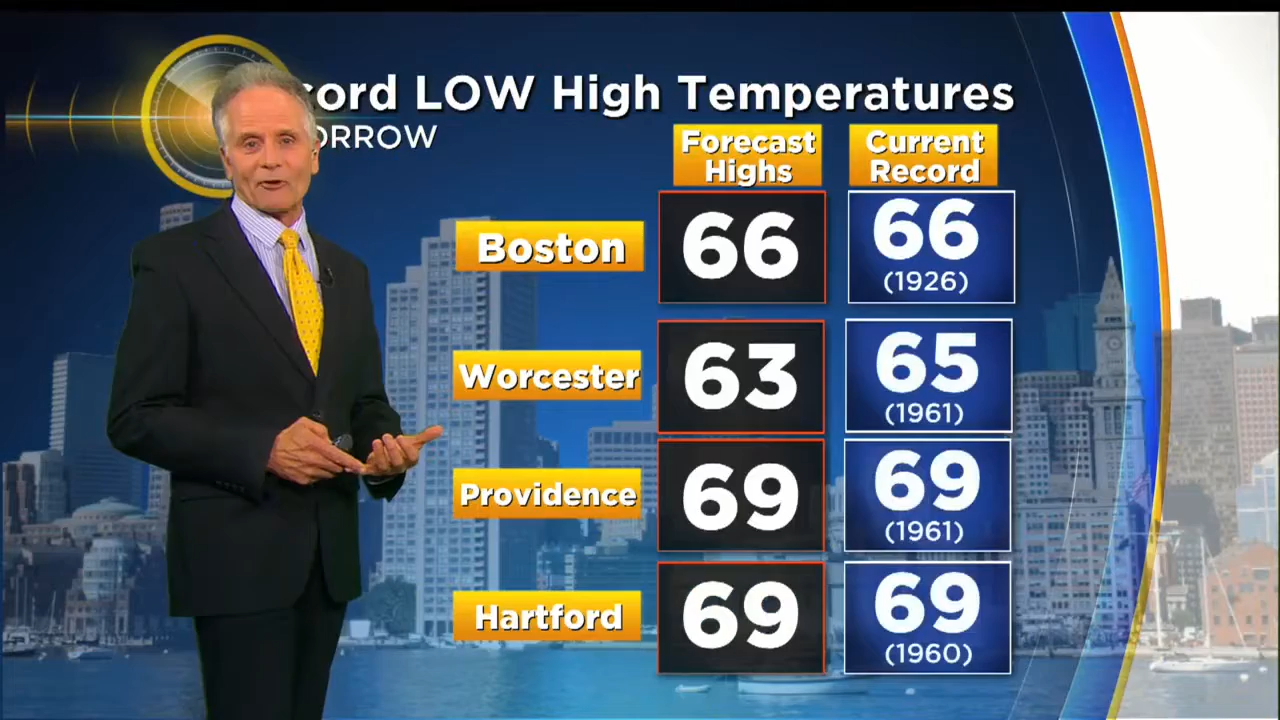 cord LOW High Temperatures
ORROW
Forecast Highs
Current Record
Boston 66 66
(1926)
Worcester 63 65
(1961)
Providence 69 69
(1961)
Hartford 69 69
(1960)